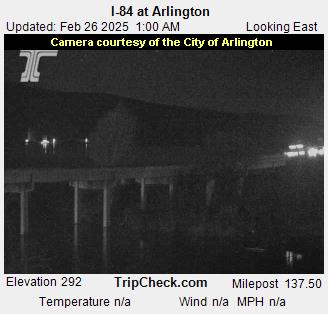 I-84 at Arlington
Updated: Feb 26 2025 1:00 AM Looking East
Camera courtesy of the City of Arlington
Elevation 292 TripCheck.com Milepost 137.50
Temperature n/a Wind n/a MPH n/a